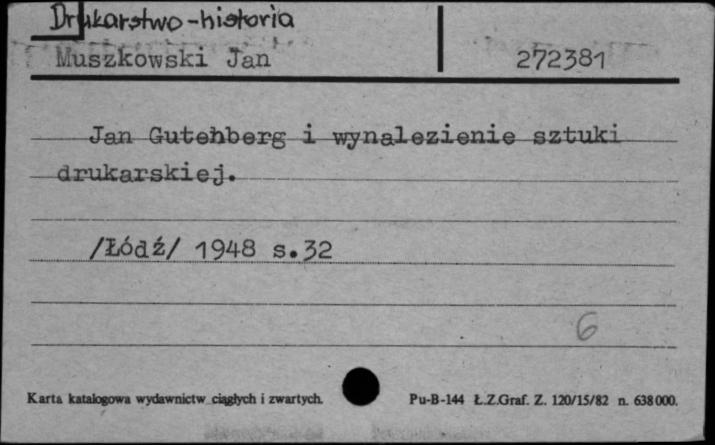 Drukarstwo-historia
Muszkowski Jan 272381
Jan Gutenberg i wynalezienie sztuki
drukarskiej.
/Łódź/ 1948 s.32
6
Karta katalogowa wydawnictw ciągłych i zwartych. Pu-B-144 Ł.Z.Graf. Z. 120/15/82 n. 638000.